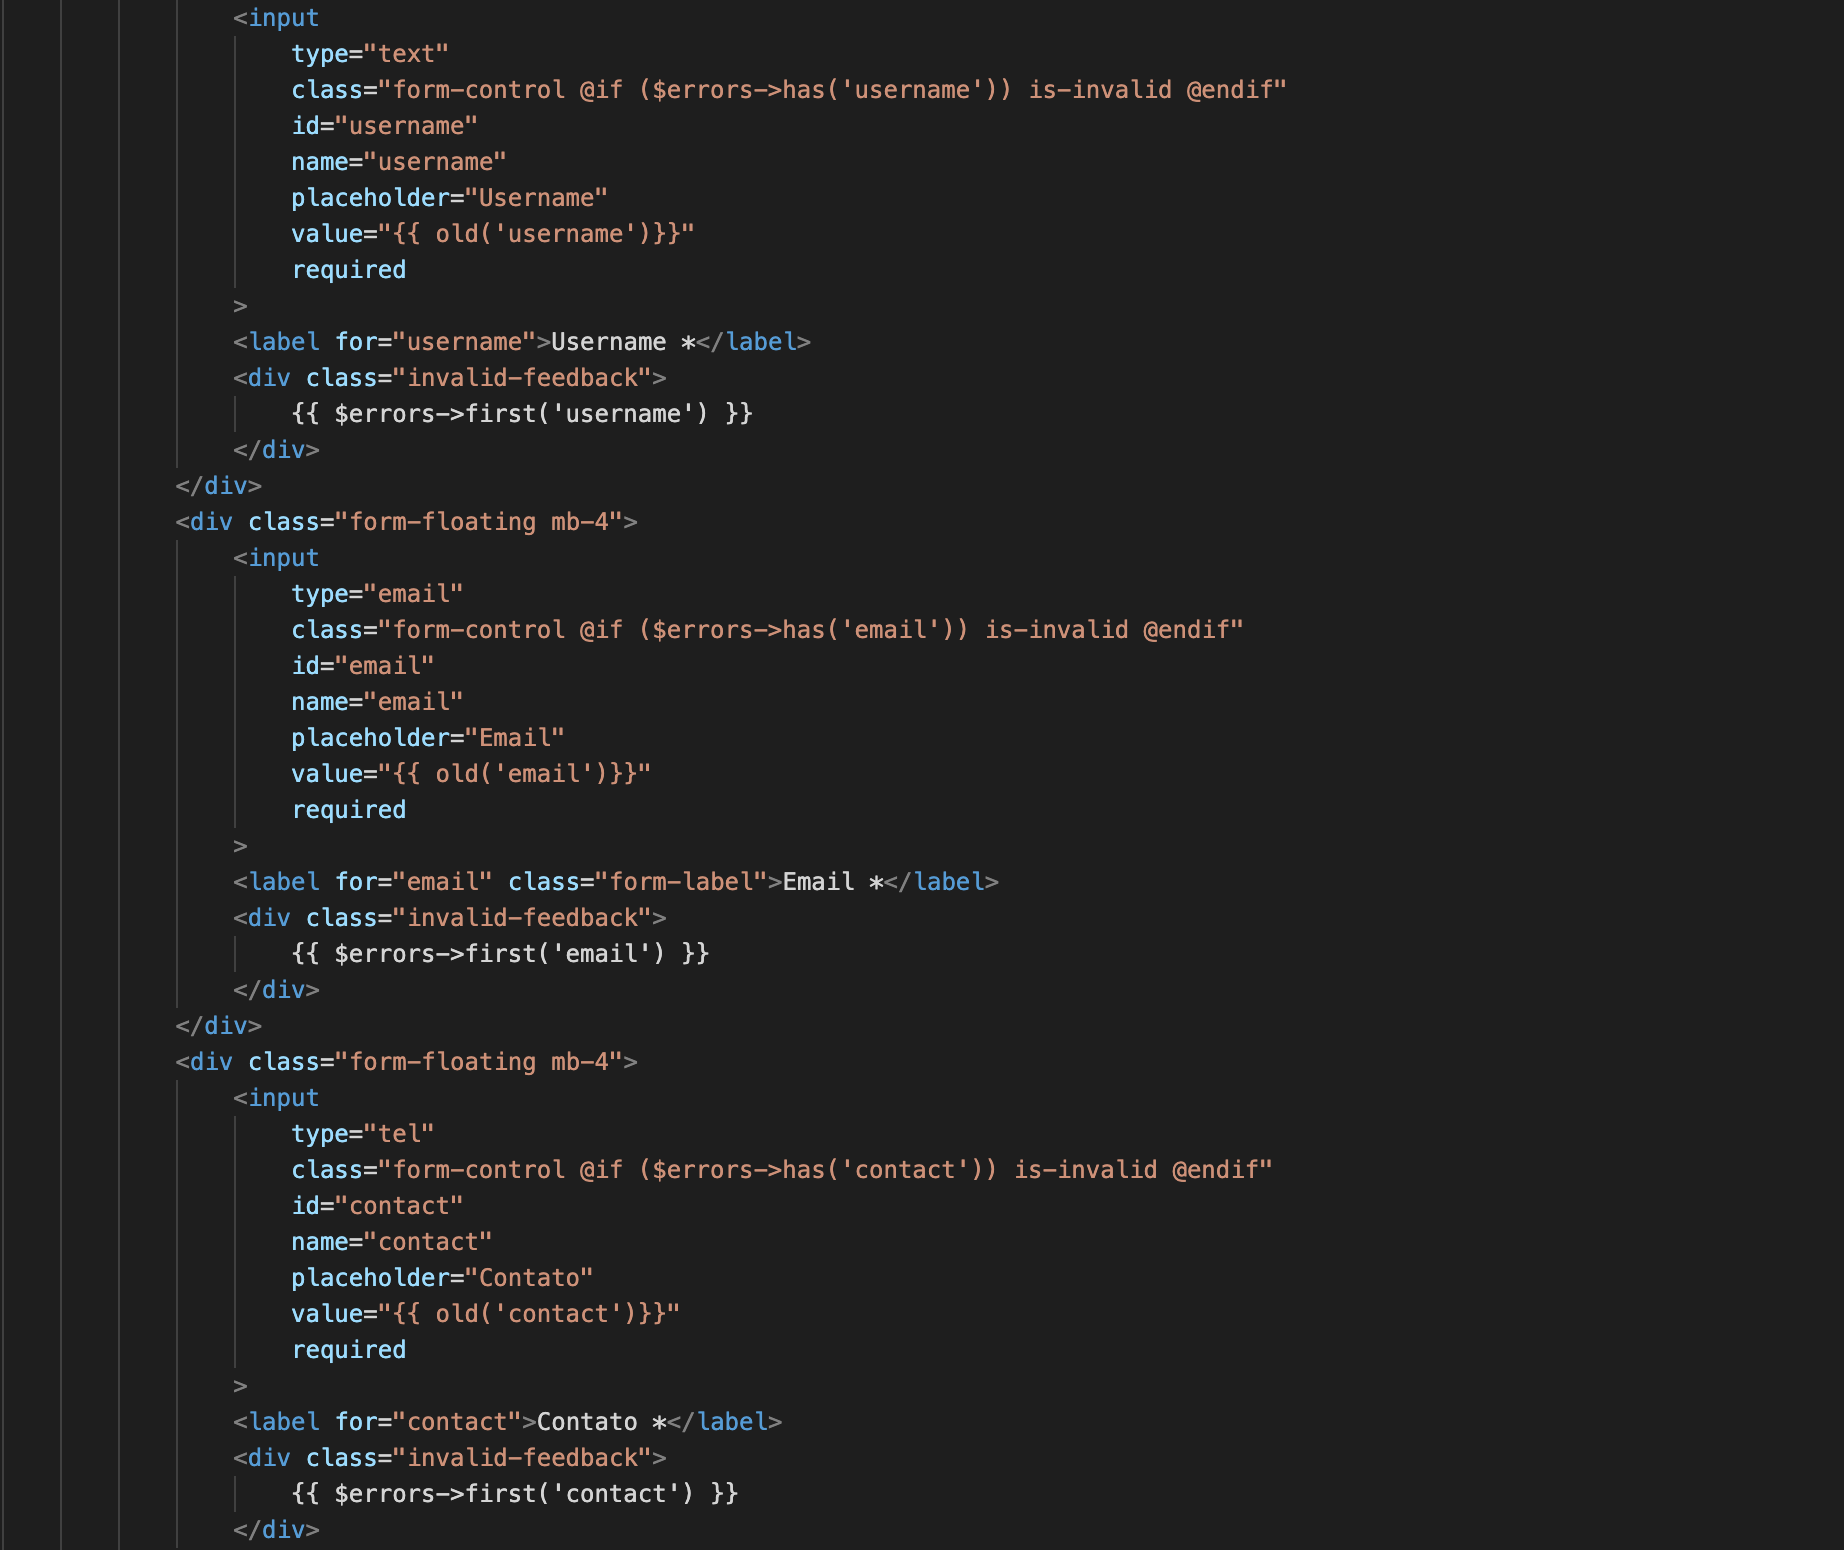 <input
type="text"
class="form-control @if ($errors->has('username')) is-invalid @endif"
id="username"
name="username"
placeholder="Username"
value="{{ old('username')}}"
required
>
<label for="username">Username *</label>
<div class="invalid-feedback">
{{ $errors->first('username') }}
</div>
</div>
<div class="form-floating mb-4">
<input
type="email"
class="form-control @if ($errors->has('email')) is-invalid @endif"
id="email"
name="email"
placeholder="Email"
value="{{ old('email')}}"
required
>
<label for="email" class="form-label">Email *</label>
<div class="invalid-feedback">
{{ $errors->first('email') }}
</div>
</div>
<div class="form-floating mb-4">
<input
type="tel"
class="form-control @if ($errors->has('contact')) is-invalid @endif"
id="contact"
name="contact"
placeholder="Contato"
value="{{ old('contact')}}"
required
>
<label for="contact">Contato *</label>
<div class="invalid-feedback">
{{ $errors->first('contact') }}
</div>